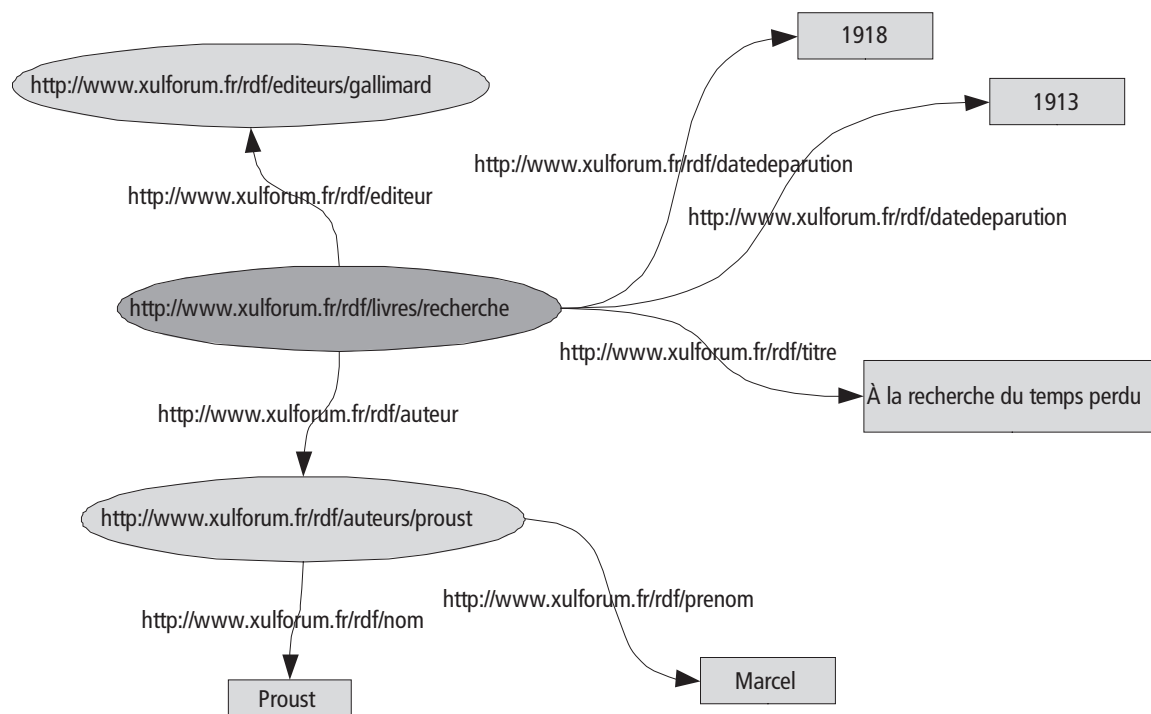 1918
http://www.xulforum.fr/rdf/editeurs/gallimard
1913
http://www.xulforum.fr/rdf/datedeparution
http://www.xulforum.fr/rdf/editeur
http://www.xulforum.fr/rdf/datedeparution
http://www.xulforum.fr/rdf/livres/recherche
http://www.xulforum.fr/rdf/titre
À la recherche du temps perdu
http://www.xulforum.fr/rdf/auteur
http://www.xulforum.fr/rdf/auteurs/proust
http://www.xulforum.fr/rdf/prenom
http://www.xulforum.fr/rdf/nom
Marcel
Proust